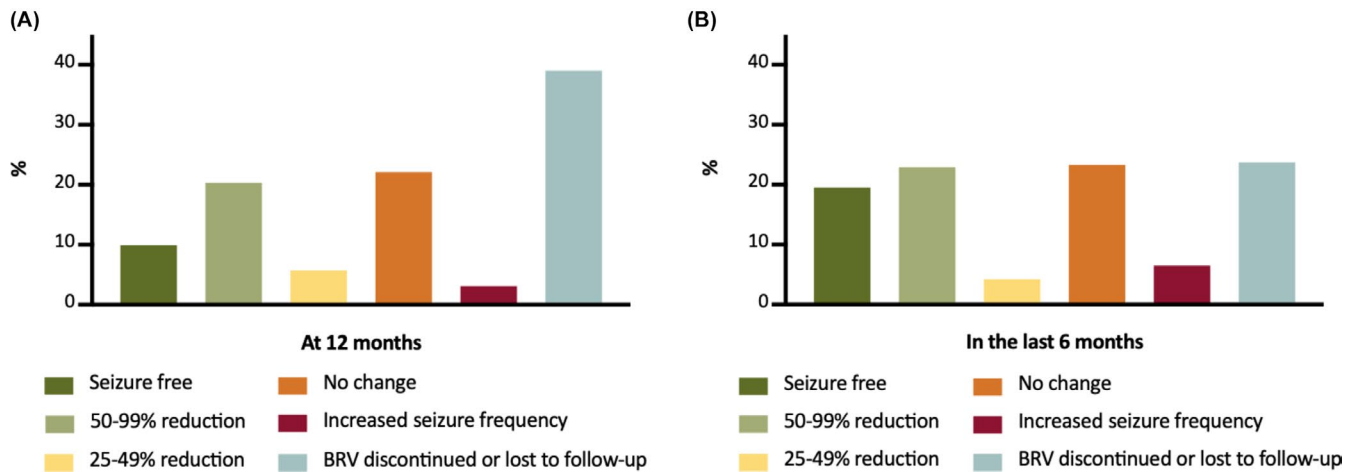 (A)
40
30
20
10
0
%
At 12 months
Seizure free
No change
50-99% reduction
Increased seizure frequency
25-49% reduction
BRV discontinued or lost to follow-up
(B)
40
30
20
10
0
%
In the last 6 months
Seizure free
No change
50-99% reduction
Increased seizure frequency
25-49% reduction
BRV discontinued or lost to follow-up